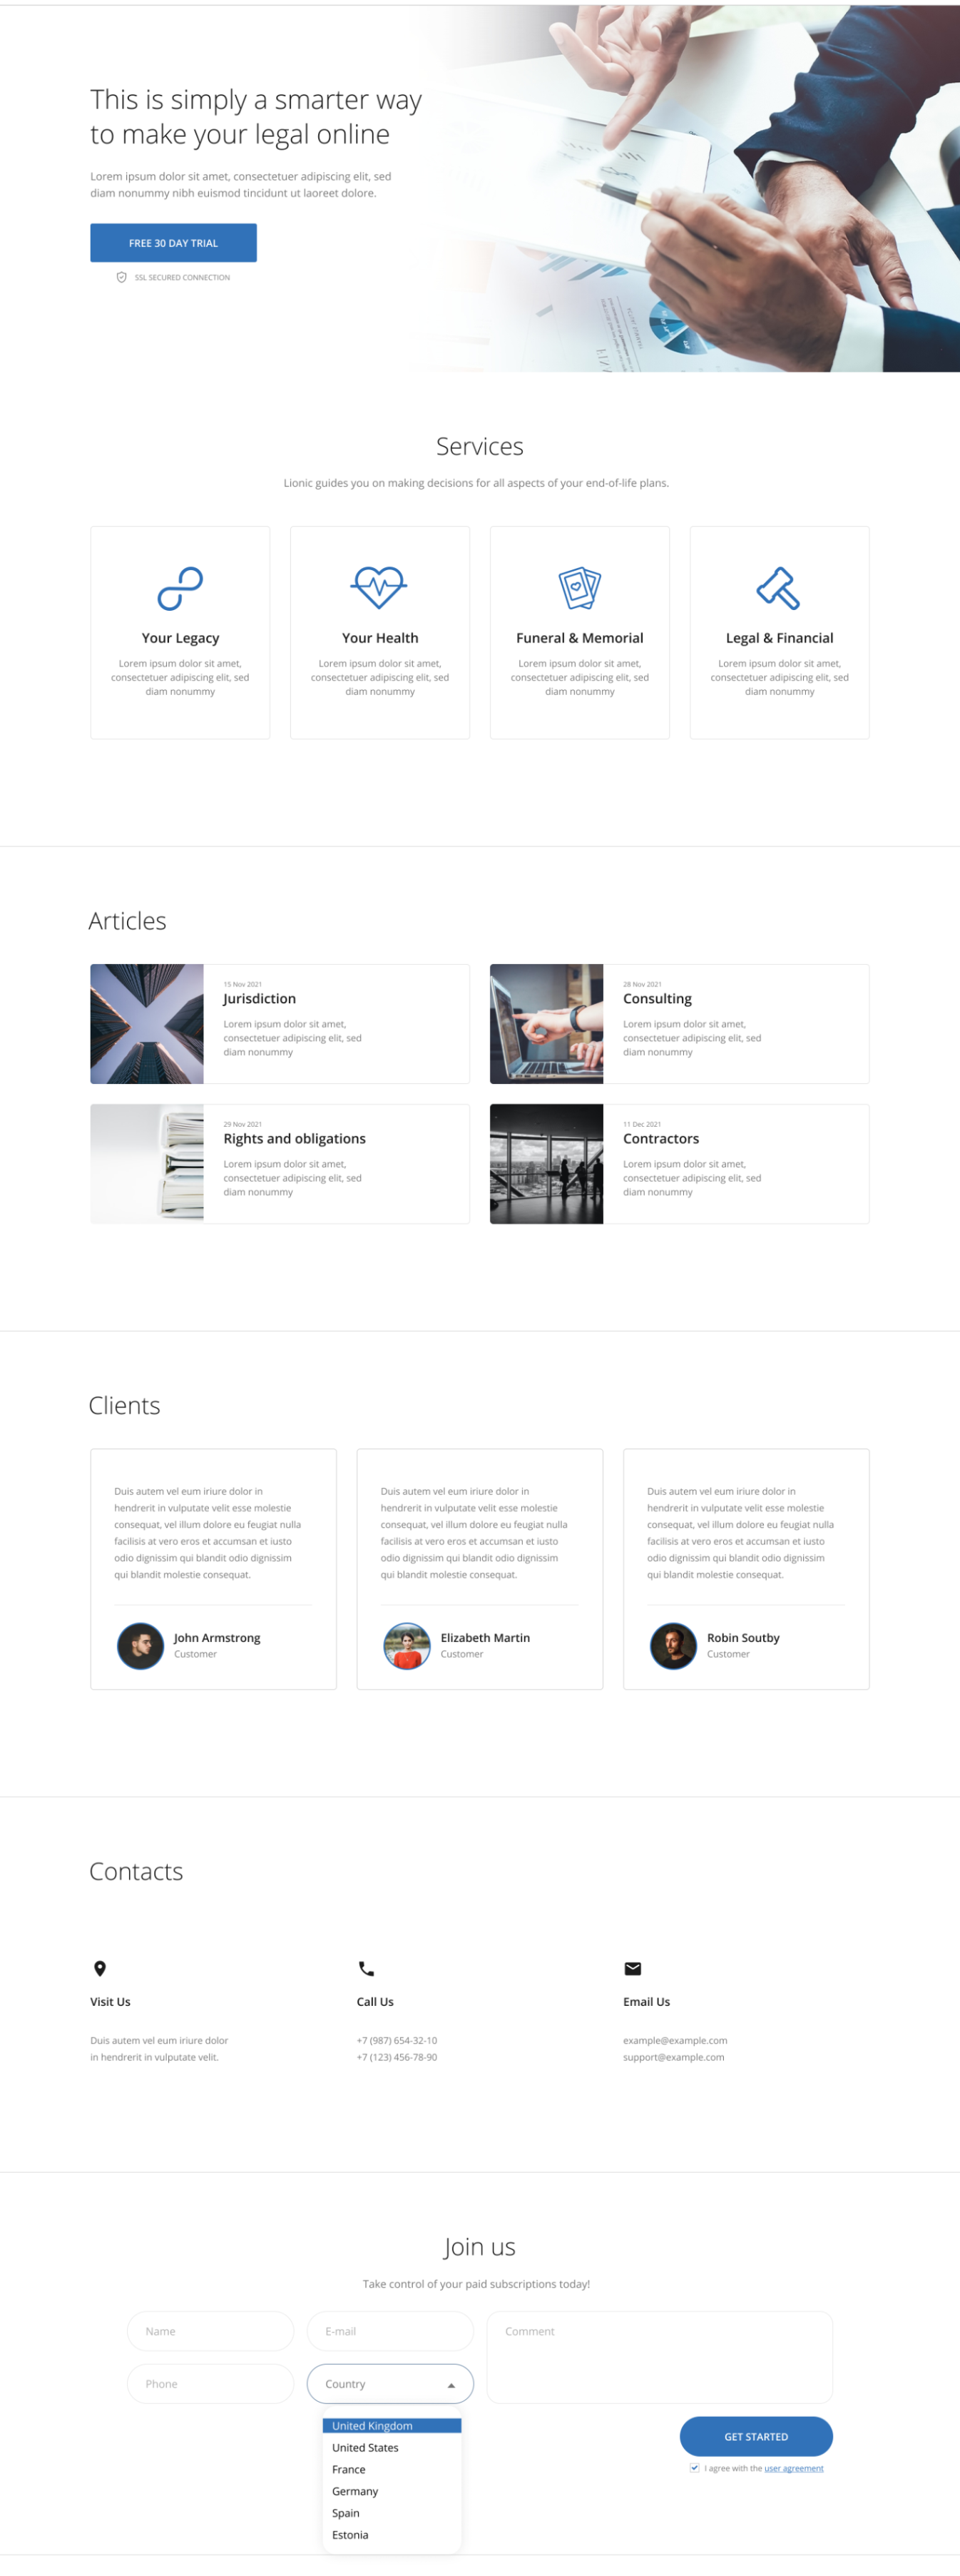 This is simply a smarter way
to make your legal online
Lorem ipsum dolor sit amet, consectetuer adipiscing elit, sed
diam nonummy nibh euismod tincidunt ut laoreet dolore.
FREE 30 DAY TRIAL
SSL SECURED CONNECTION
Services
Lionic guides you on making decisions for all aspects of your end-of-life plans.
Your Legacy
Lorem ipsum dolor sit amet,
consectetuer adipiscing elit, sed
diam nonummy
Your Health
Lorem ipsum dolor sit amet,
consectetuer adipiscing elit, sed
diam nonummy
Funeral & Memorial
Lorem ipsum dolor sit amet,
consectetuer adipiscing elit, sed
diam nonummy
Legal & Financial
Lorem ipsum dolor sit amet,
consectetuer adipiscing elit, sed
diam nonummy
Articles
15 Nov 2021
Jurisdiction
Lorem ipsum dolor sit amet,
consectetuer adipiscing elit, sed
diam nonummy
28 Nov 2021
Consulting
Lorem ipsum dolor sit amet,
consectetuer adipiscing elit, sed
diam nonummy
29 Nov 2021
Rights and obligations
Lorem ipsum dolor sit amet,
consectetuer adipiscing elit, sed
diam nonummy
11 Dec 2021
Contractors
Lorem ipsum dolor sit amet,
consectetuer adipiscing elit, sed
diam nonummy
Clients
Duis autem vel eum iriure dolor in
hendrerit in vulputate velit esse molestie
consequat, vel illum dolore eu feugiat nulla
facilisis at vero eros et accumsan et iusto
odio dignissim qui blandit odio dignissim
qui blandit molestie consequat.
John Armstrong
Customer
Duis autem vel eum iriure dolor in
hendrerit in vulputate velit esse molestie
consequat, vel illum dolore eu feugiat nulla
facilisis at vero eros et accumsan et iusto
odio dignissim qui blandit odio dignissim
qui blandit molestie consequat.
Elizabeth Martin
Customer
Duis autem vel eum iriure dolor in
hendrerit in vulputate velit esse molestie
consequat, vel illum dolore eu feugiat nulla
facilisis at vero eros et accumsan et iusto
odio dignissim qui blandit odio dignissim
qui blandit molestie consequat.
Robin Soutby
Customer
Contacts
Visit Us
Duis autem vel eum iriure dolor
in hendrerit in vulputate velit.
Call Us
+7 (987) 654-32-10
+7 (123) 456-78-90
Email Us
example@example.com
support@example.com
Join us
Take control of your paid subscriptions today!
Name
E-mail
Comment
Phone
Country
United Kingdom
United States
France
Germany
Spain
Estonia
GET STARTED
I agree with the user agreement